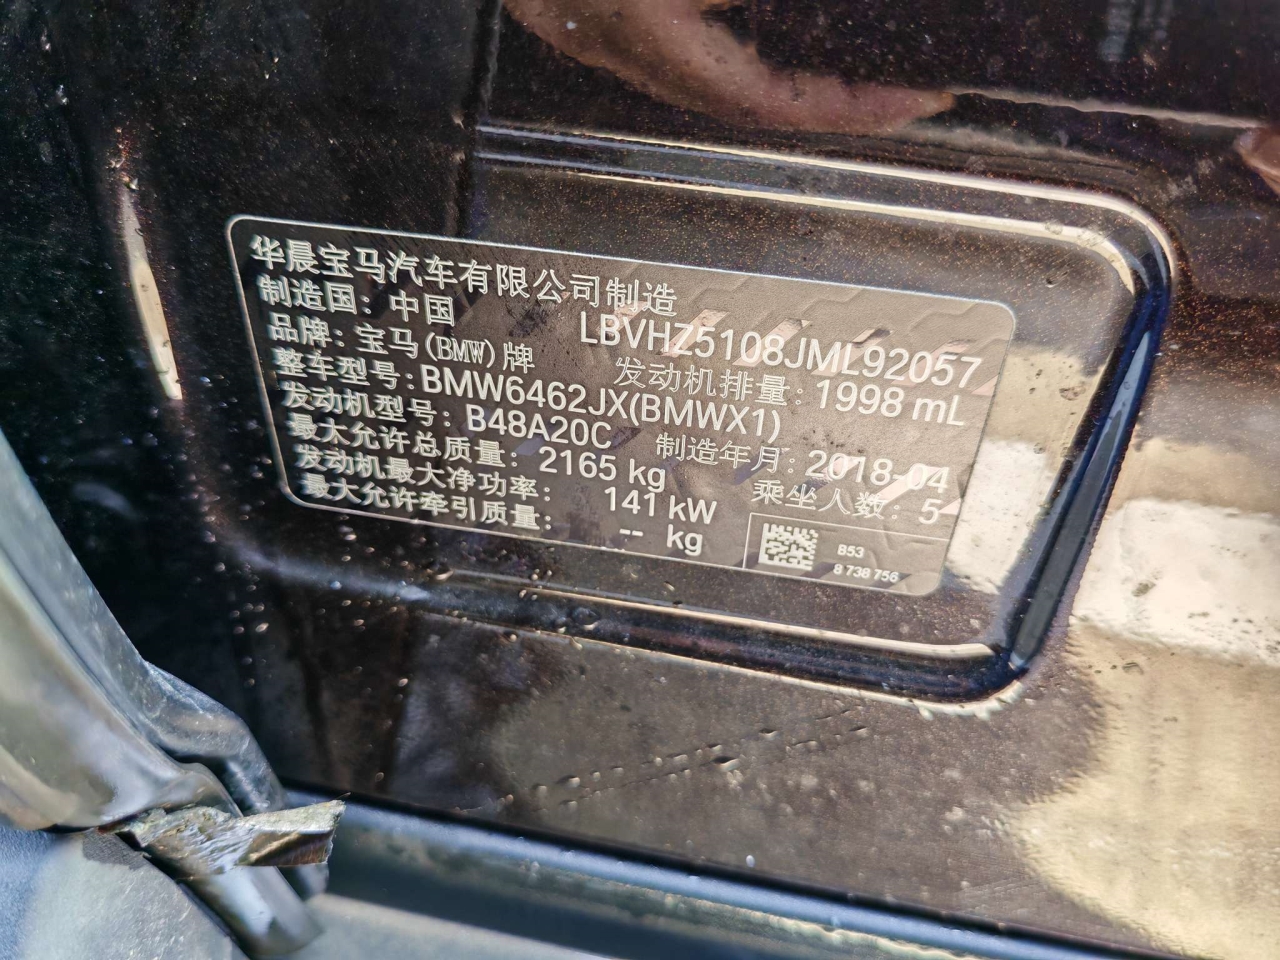 华晨宝马汽车有限公司制造
制造国：中国 LBVHZ5108JML92057
品牌：宝马(BMW)牌 发动机排量：1998 mL
整车型号：BMW6462JX(BMWX1)
发动机型号：B48A20C 制造年月：2018-04
最大允许总质量：2165 kg 乘坐人数：5
发动机最大净功率：141 kW
最大允许牵引质量：-- kg
B53
8 738 756